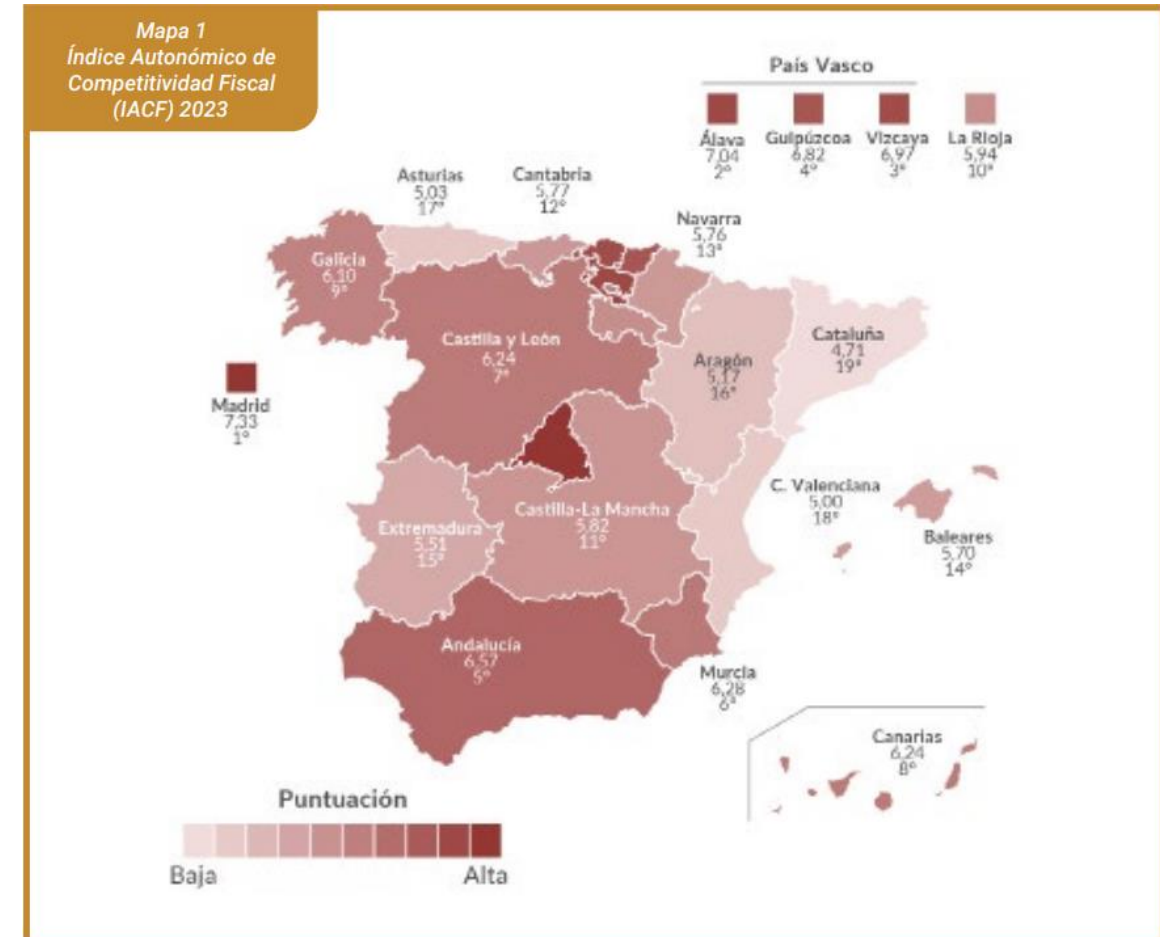 Mapa 1
Índice Autonómico de
Competitividad Fiscal
(IACF) 2023
País Vasco
Álava
7,04
2º
Guipúzcoa
6,82
4º
Vizcaya
6,97
3º
La Rioja
5,94
10º
Asturias
5,03
17º
Cantabria
5,77
12º
Navarra
5,76
13º
Galicia
6,10
9º
Castilla y León
6,24
7º
Cataluña
4,71
19º
Aragón
5,17
16º
Madrid
7,33
1º
C. Valenciana
5,00
18º
Baleares
5,70
14º
Castilla-La Mancha
5,82
11º
Extremadura
5,51
15º
Andalucía
6,57
5º
Murcia
6,28
6º
Canarias
6,24
8º
Puntuación
Baja
Alta